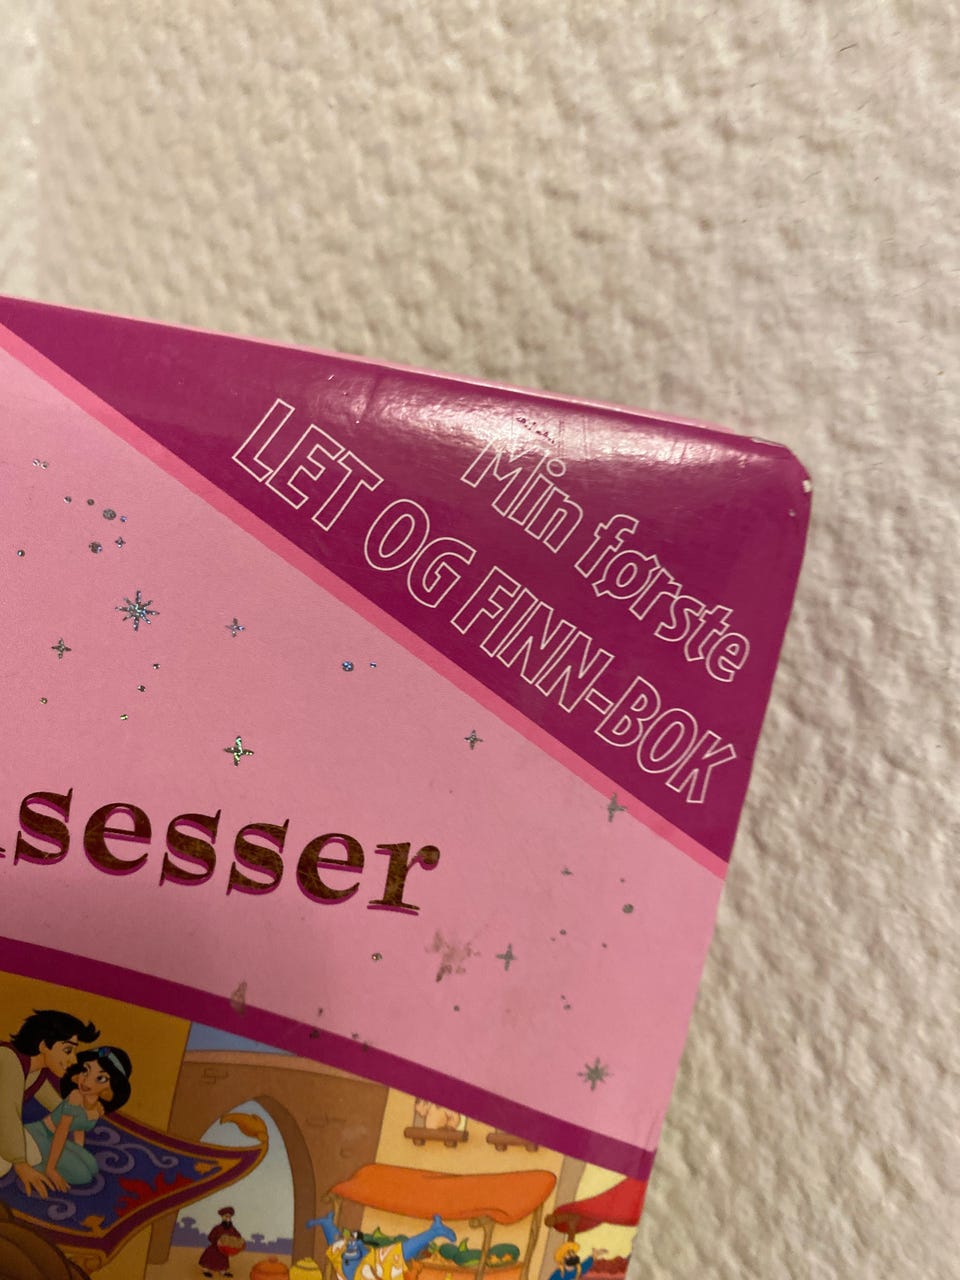 Min første
LET OG FINN-BOK
sesser